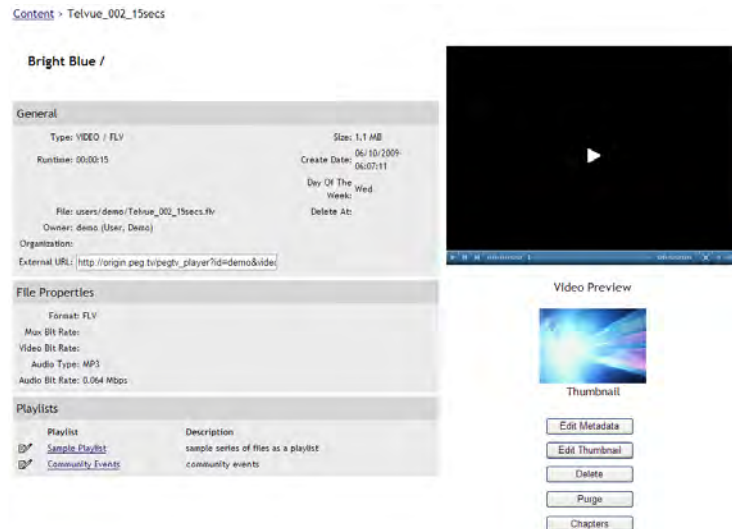 Content > Telvue_002_15secs
Bright Blue /
General
Type: VIDEO / FLV
Size: 1.1 MB
Runtime: 00:00:15
Create Date: 06/10/2009-06:07:11
Day Of The Week: Wed
File: users/demo/Telvue_002_15secs.flv
Delete At:
Owner: demo (User, Demo)
Organization:
External URL: http://origin.peg.tv/pegtv_player?id=demo&video
File Properties
Format: FLV
Mux Bit Rate:
Video Bit Rate:
Audio Type: MP3
Audio Bit Rate: 0.064 Mbps
Playlists
Playlist Description
Sample Playlist sample series of files as a playlist
Community Events community events
Video Preview
Thumbnail
Edit Metadata
Edit Thumbnail
Delete
Purge
Chapters